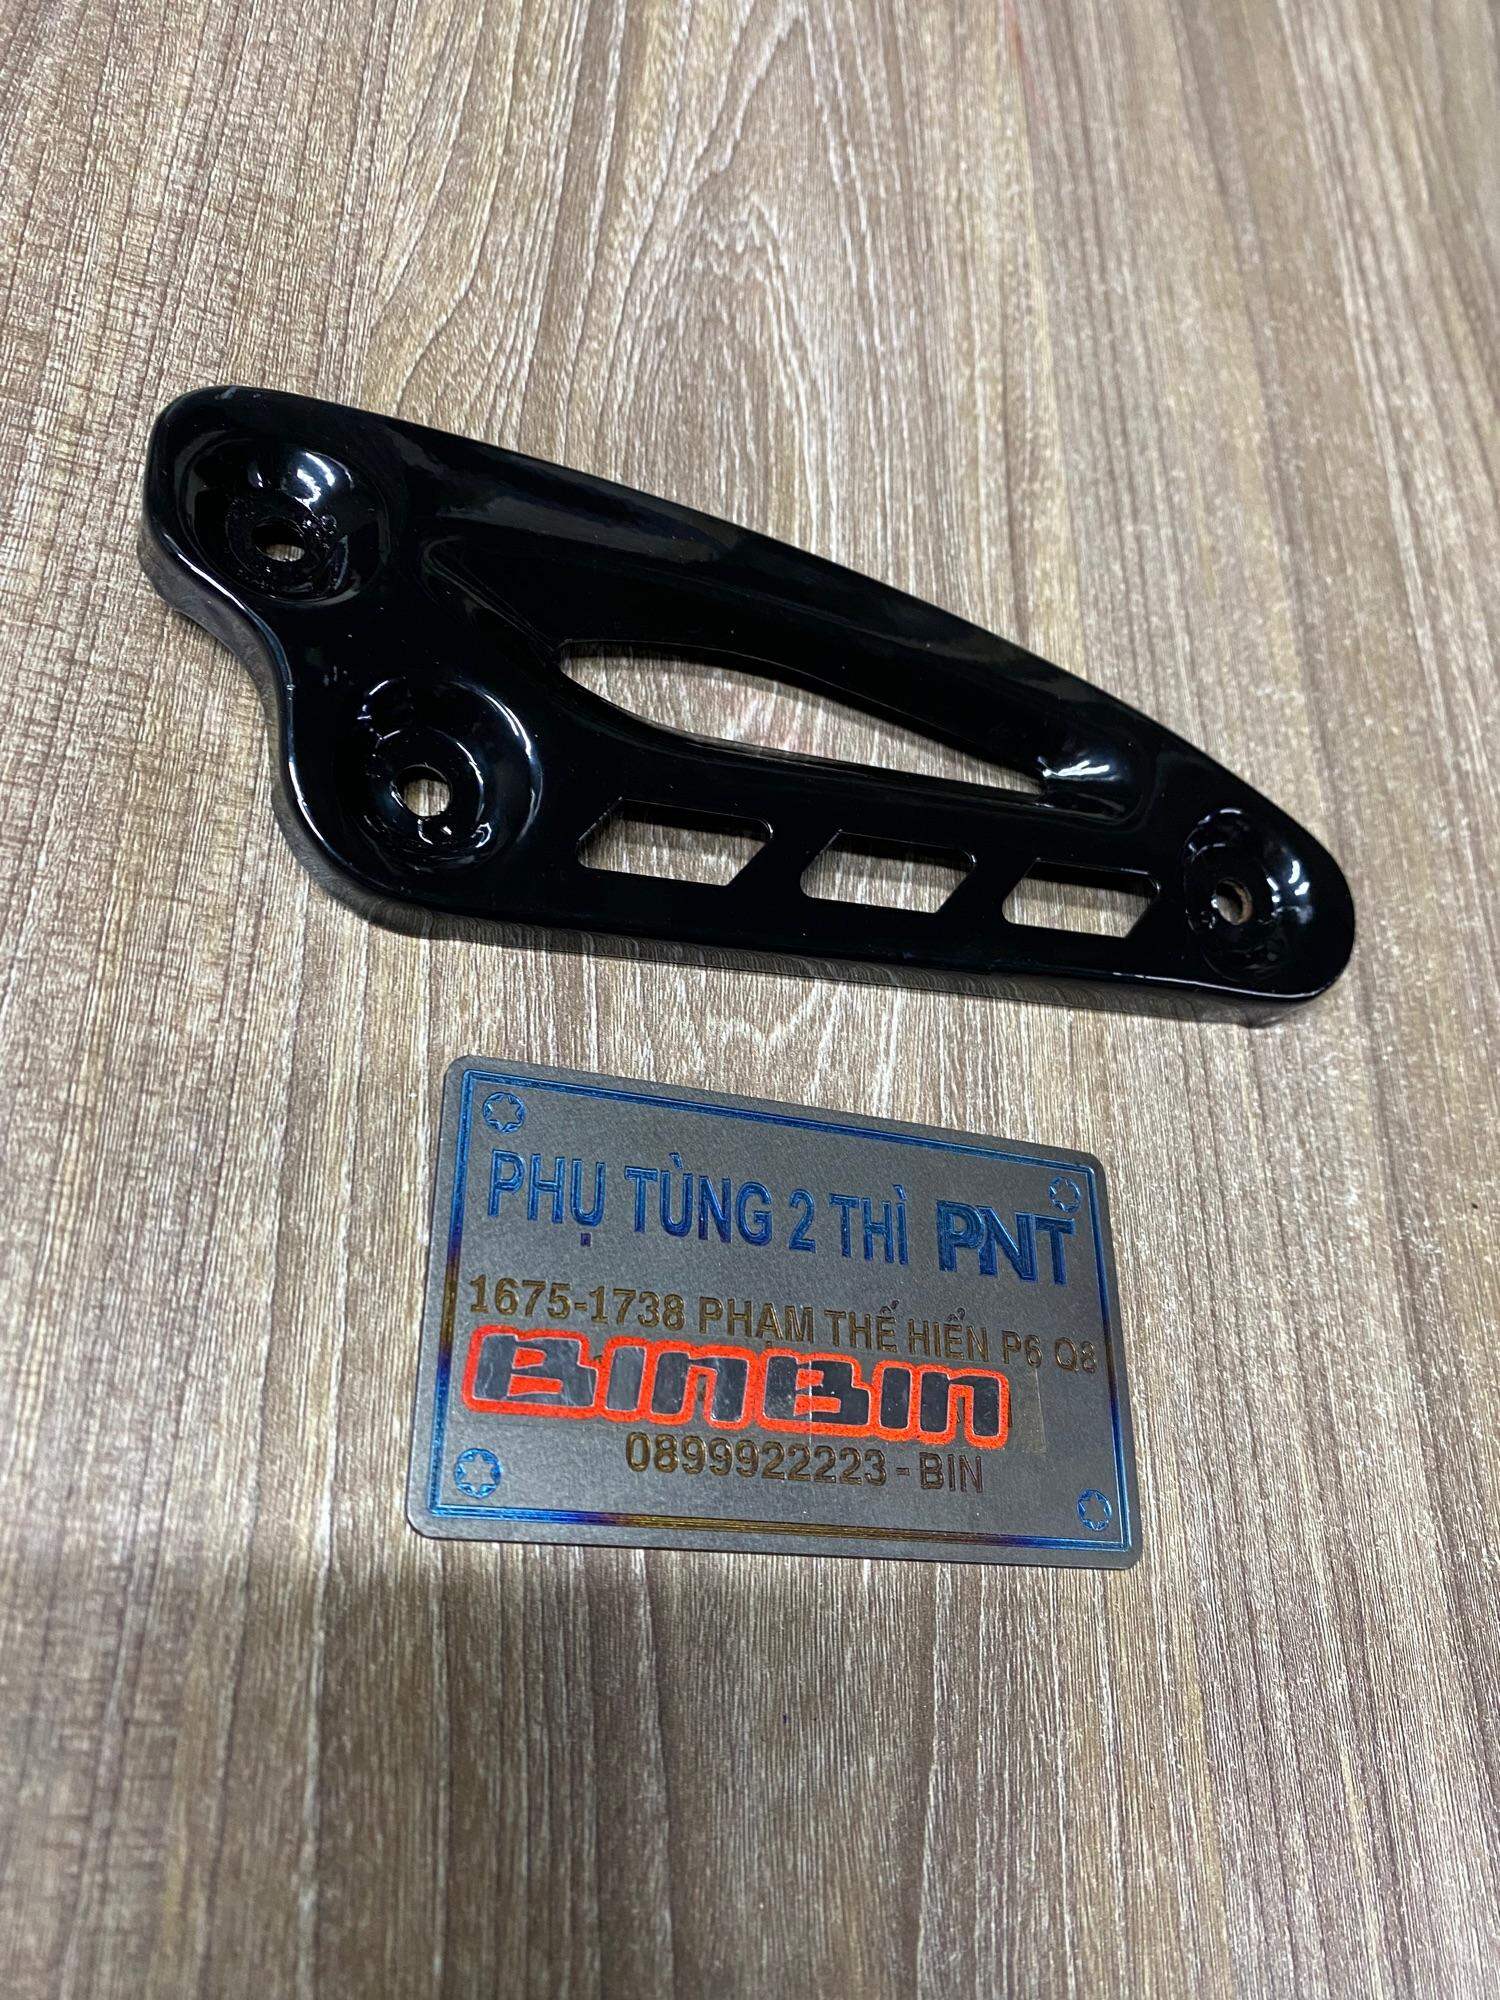 PHỤ TÙNG 2 THÌ PNT
1675-1738 PHẠM THẾ HIỂN P6 Q8
BINBIN
0899922223 - BIN